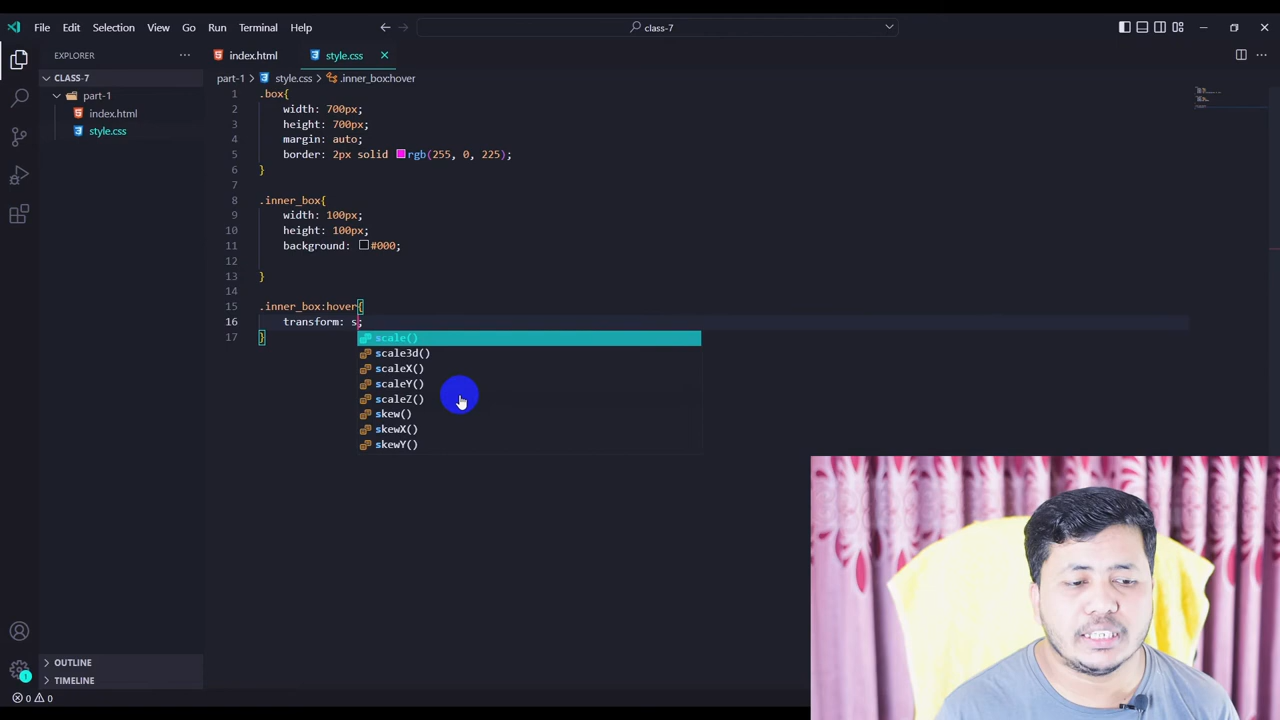 File Edit Selection View Go Run Terminal Help
class-7
EXPLORER
index.html
style.css
CLASS-7
part-1 > style.css > .inner_box:hover
part-1
index.html
style.css
1 .box{
2 width: 700px;
3 height: 700px;
4 margin: auto;
5 border: 2px solid rgb(255, 0, 225);
6 }
7
8 .inner_box{
9 width: 100px;
10 height: 100px;
11 background: #000;
12
13 }
14
15 .inner_box:hover{
16 transform: s;
17 }
scale()
scale3d()
scaleX()
scaleY()
scaleZ()
skew()
skewX()
skewY()
OUTLINE
TIMELINE
1
0 0